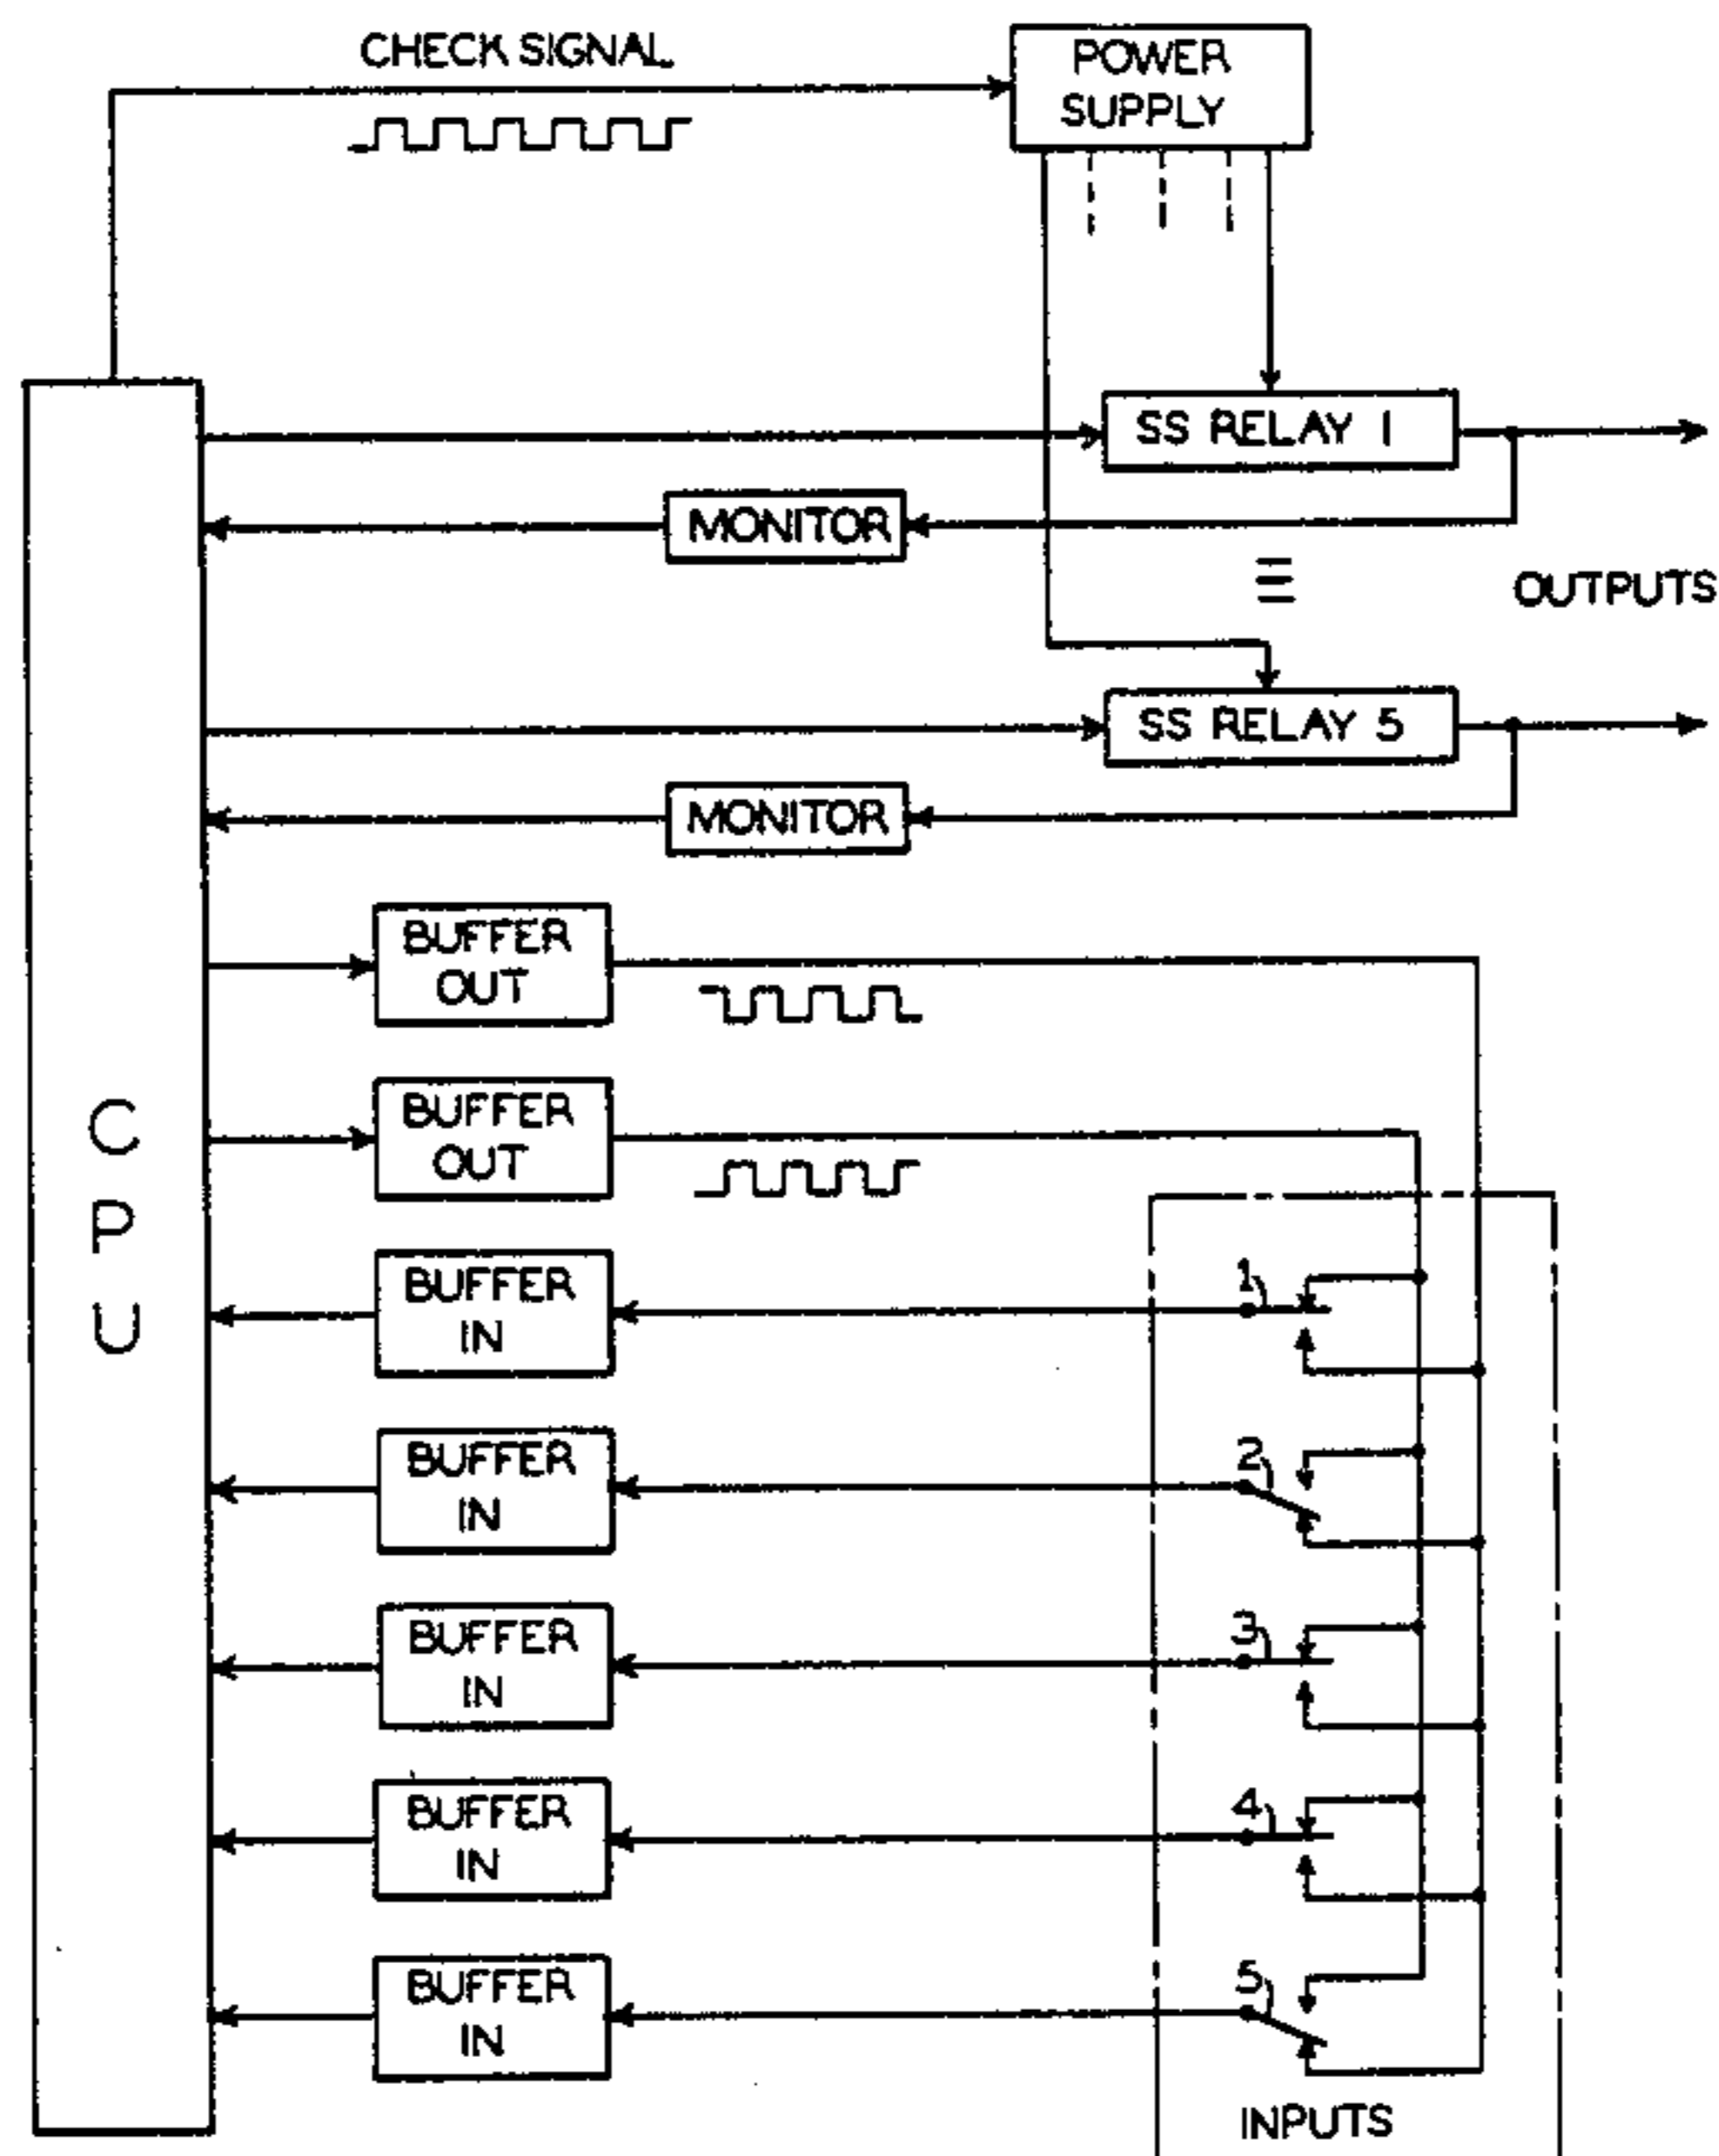 CHECK SIGNAL
POWER
SUPPLY
SS RELAY 1
MONITOR
OUTPUTS
SS RELAY 5
MONITOR
BUFFER
OUT
BUFFER
OUT
C
P
U
BUFFER
IN
1
BUFFER
IN
2
BUFFER
IN
3
BUFFER
IN
4
BUFFER
IN
5
INPUTS